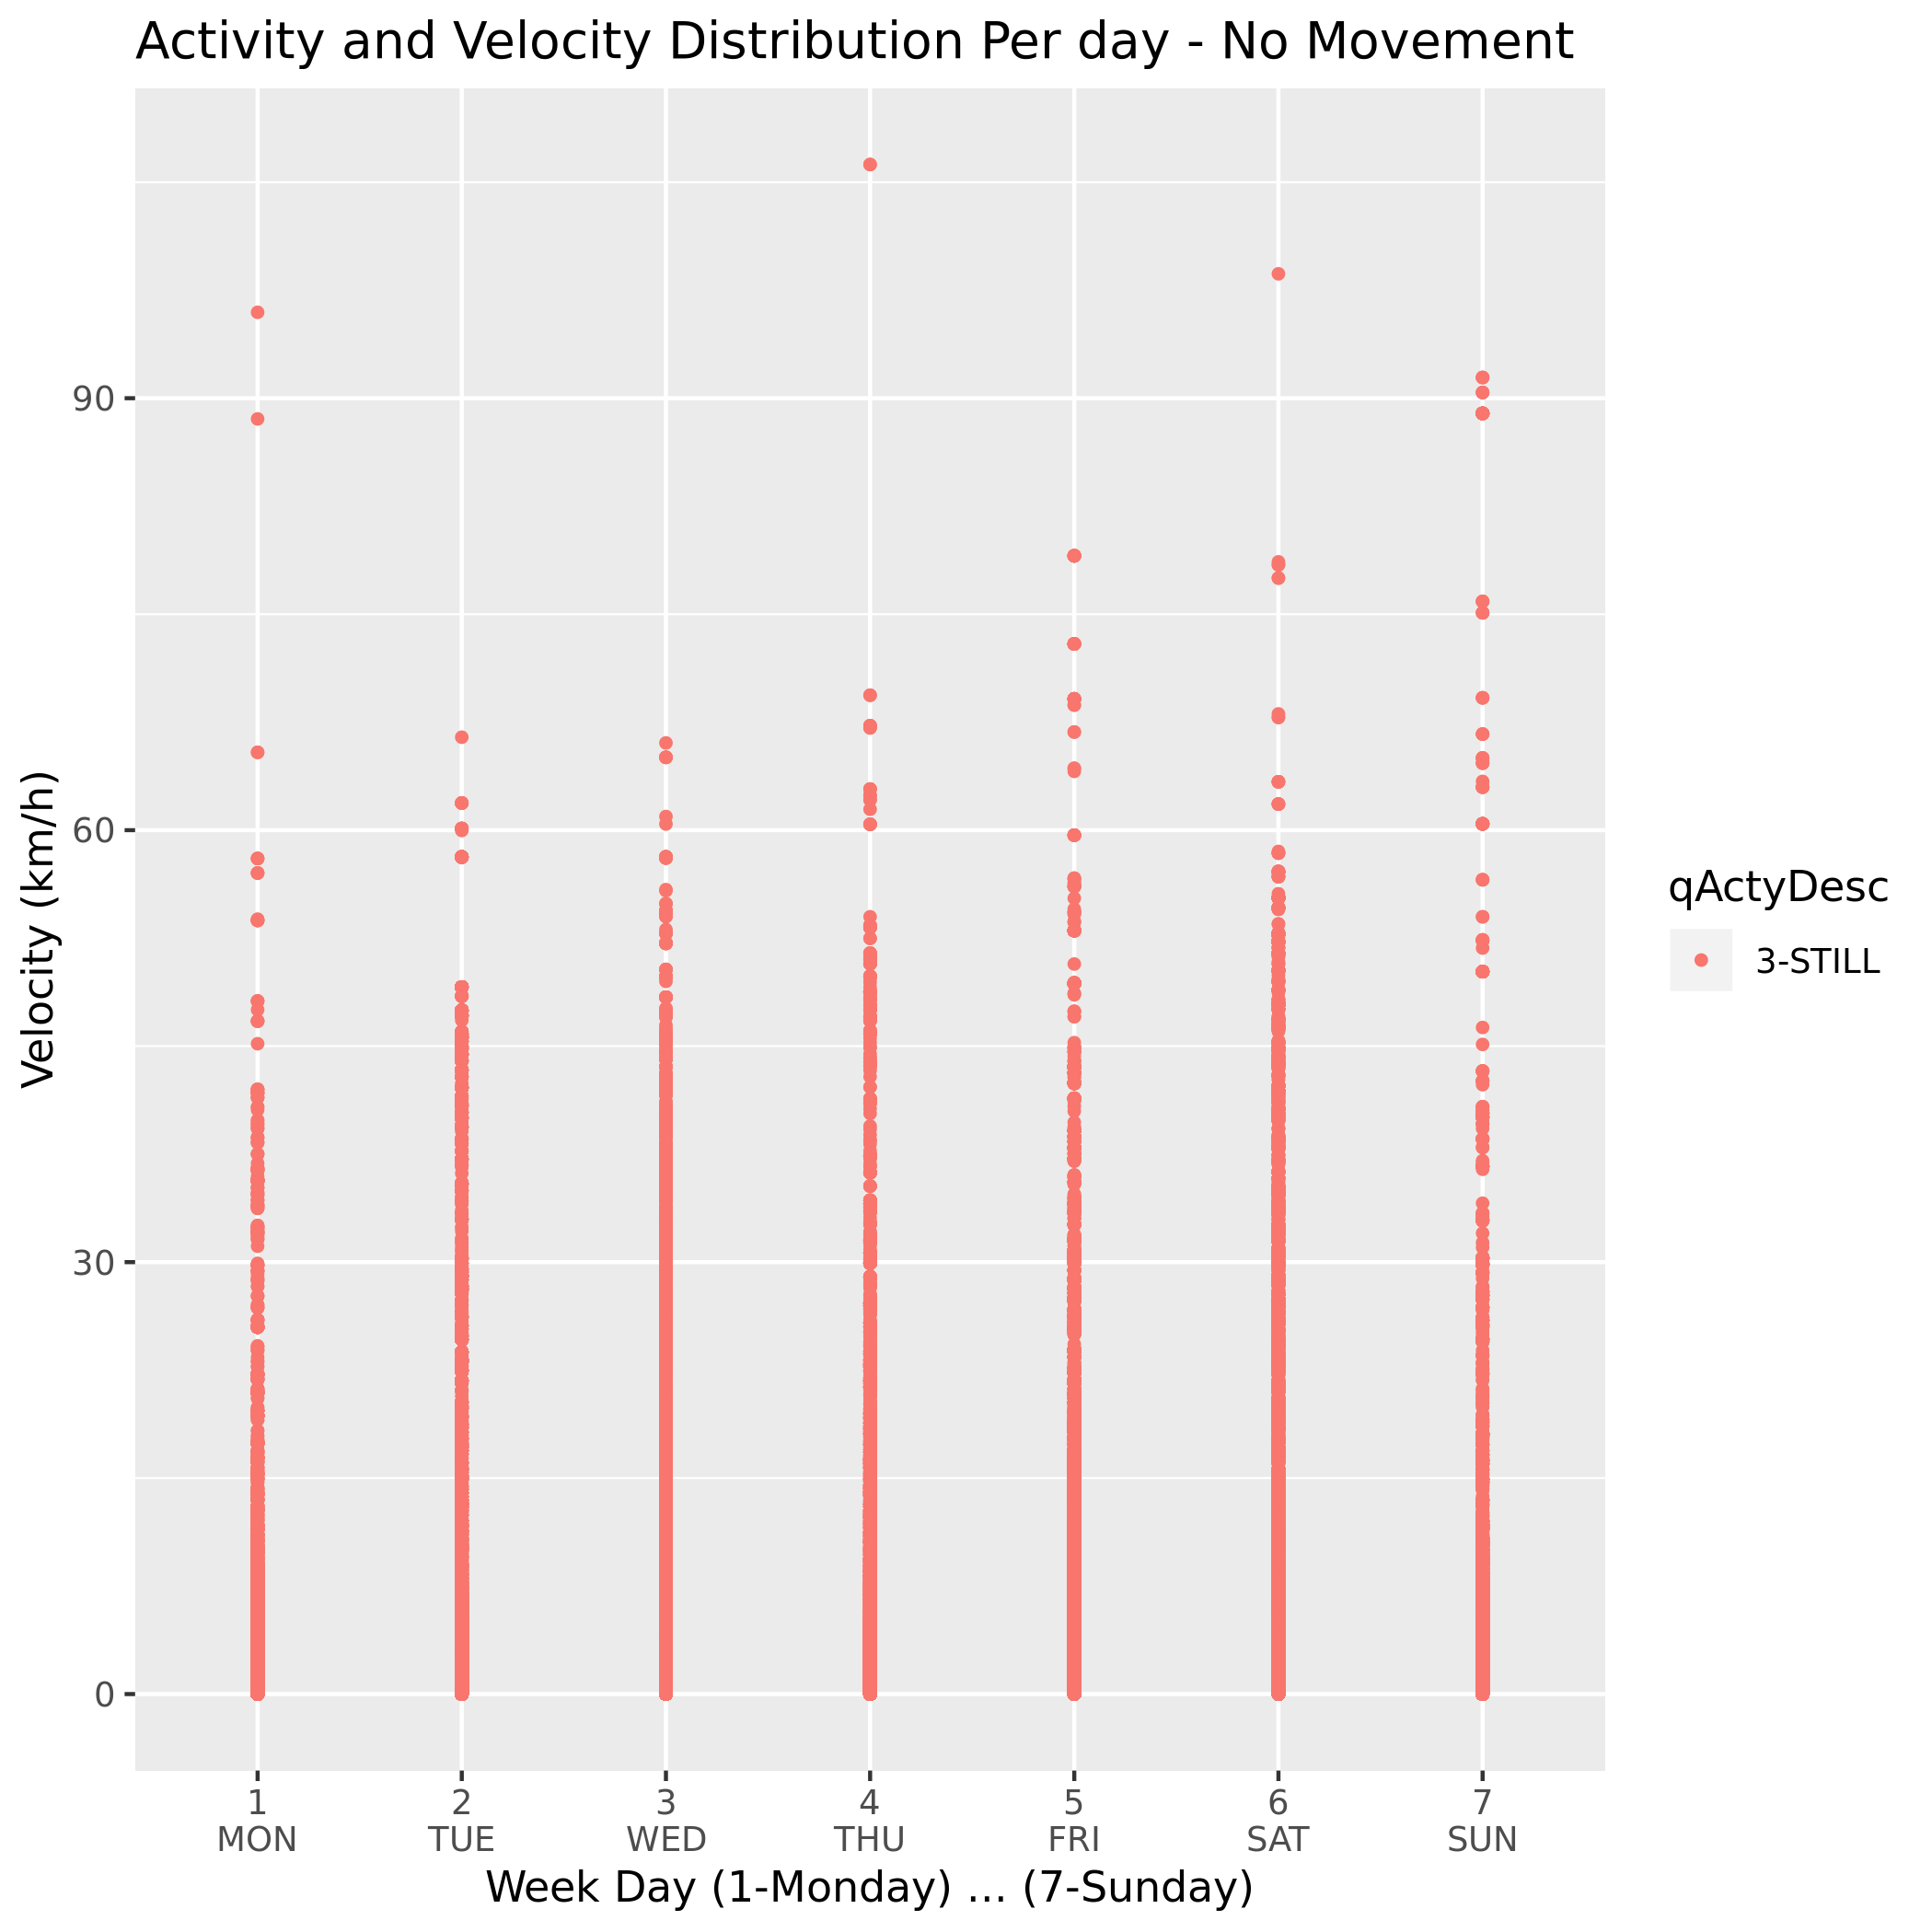 Activity and Velocity Distribution Per day - No Movement
Velocity (km/h)
90
60
30
0
1 2 3 4 5 6 7
MON TUE WED THU FRI SAT SUN
Week Day (1-Monday) ... (7-Sunday)
qActyDesc
3-STILL